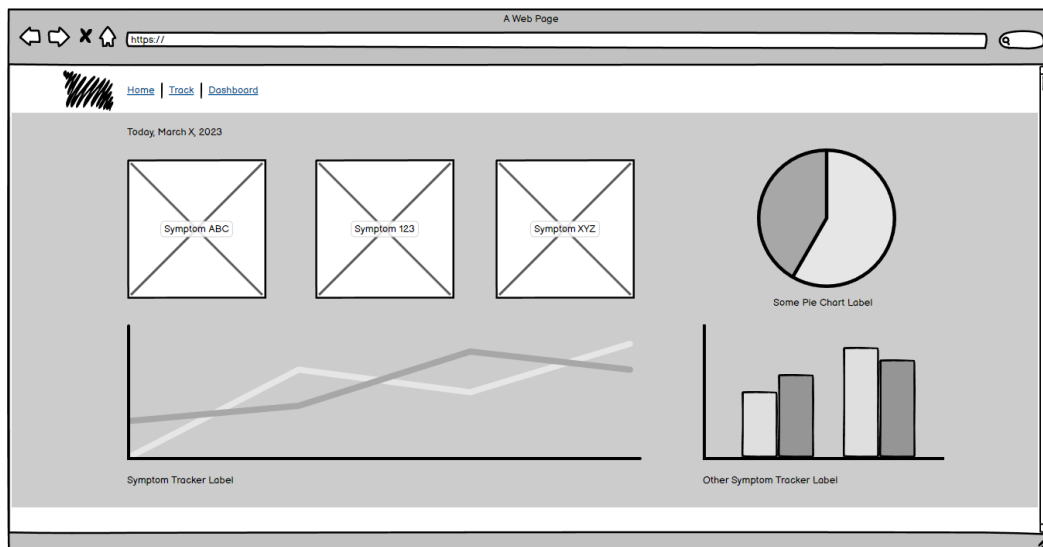 A Web Page
https://
Home | Track | Dashboard
Today, March X, 2023
Symptom ABC
Symptom 123
Symptom XYZ
Some Pie Chart Label
Symptom Tracker Label
Other Symptom Tracker Label